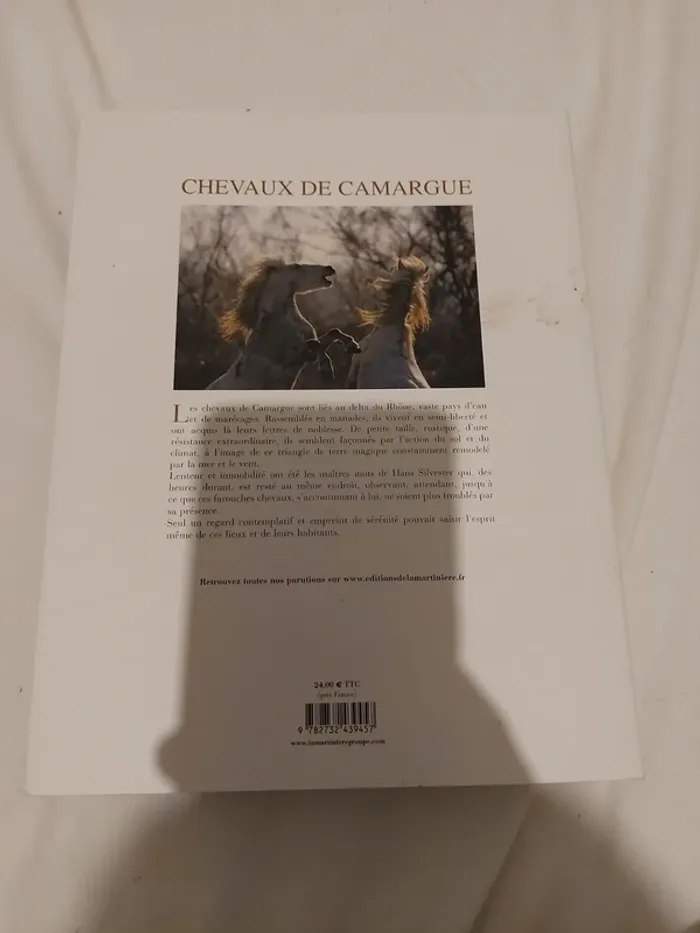 CHEVAUX DE CAMARGUE
Les chevaux de Camargue sont liés au delta du Rhône, vaste pays d'eau
et de marévages. Rassemblés en manades, ils vivent en semi-liberté et
ont acquis là leurs lettres de noblesse. De petite taille, rustique, d'une
résistance extraordinaire, ils semblent façonnés par l'action du sol et du
climat, à l'image de ce triangle de terre magique constamment remodelé
par la mer et le vent.
Lenteur et immobilité ont été les maîtres mots de Hans Silvester qui, des
heures durant, est resté au même endroit, observant, attendant, jusqu'à
ce que ces farouches chevaux, s'accoutumant à lui, ne soient plus troublés par
sa présence.
Seul un regard contemplatif et empreint de sérénité pouvait saisir l'esprit
même de ces lieux et de leurs habitants.
Retrouvez toutes nos parutions sur www.editionsdelamartiniere.fr
24,00 € TTC
(prix France)
9 782732 439457
www.lamartinieregroupe.com